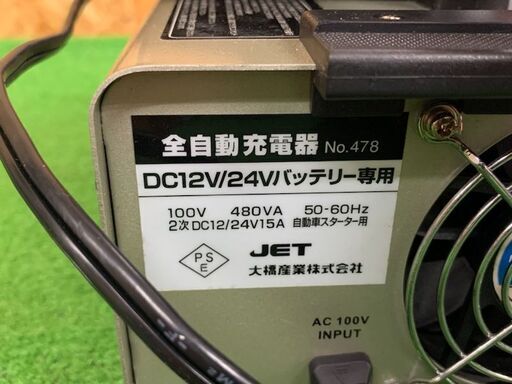 全自動充電器 No.478
DC12V/24Vバッテリー専用
100V 480VA 50-60Hz
2次 DC12/24V15A 自動車スターター用
PSE
JET
大橋産業株式会社
AC 100V
INPUT